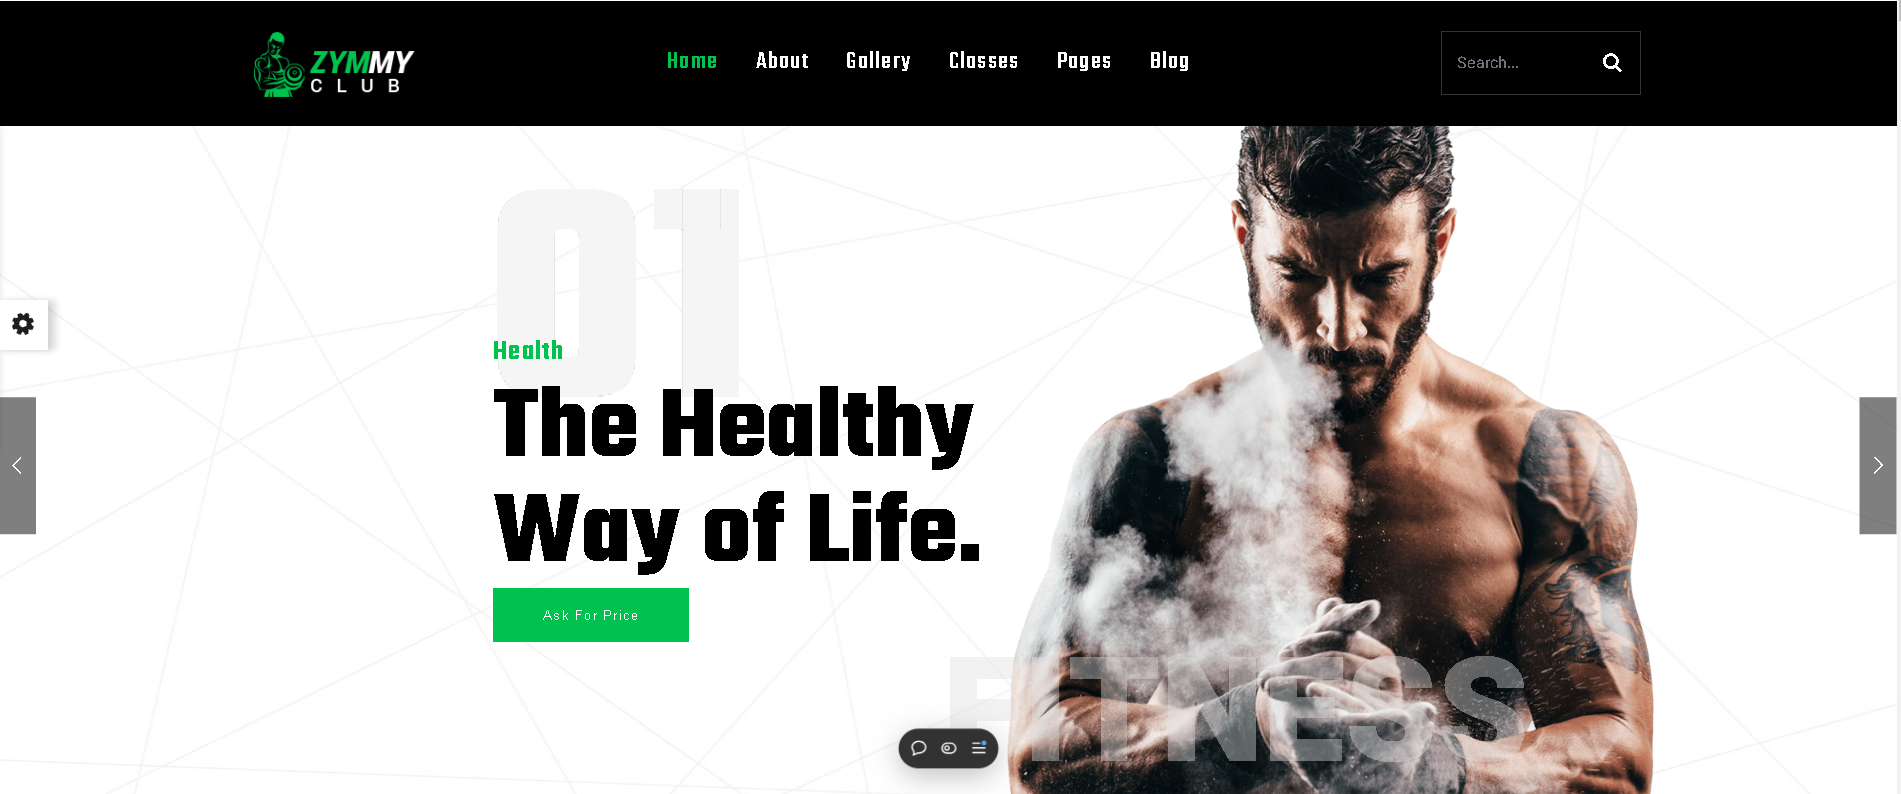 ZYMMY
CLUB
Home
About
Gallery
Classes
Pages
Blog
Search...
01
Health
The Healthy
Way of Life.
Ask For Price
FITNESS